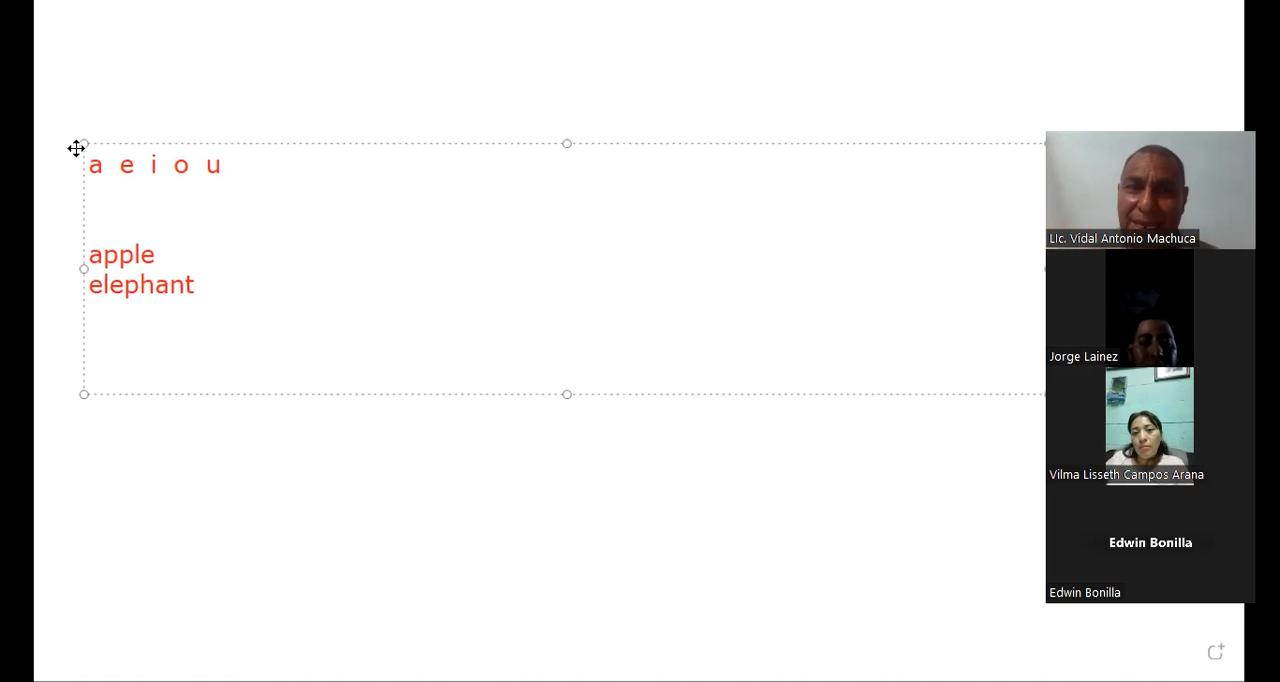 a e i o u
apple
elephant
LIc. Vidal Antonio Machuca
Jorge Lainez
Vilma Lisseth Campos Arana
Edwin Bonilla
Edwin Bonilla